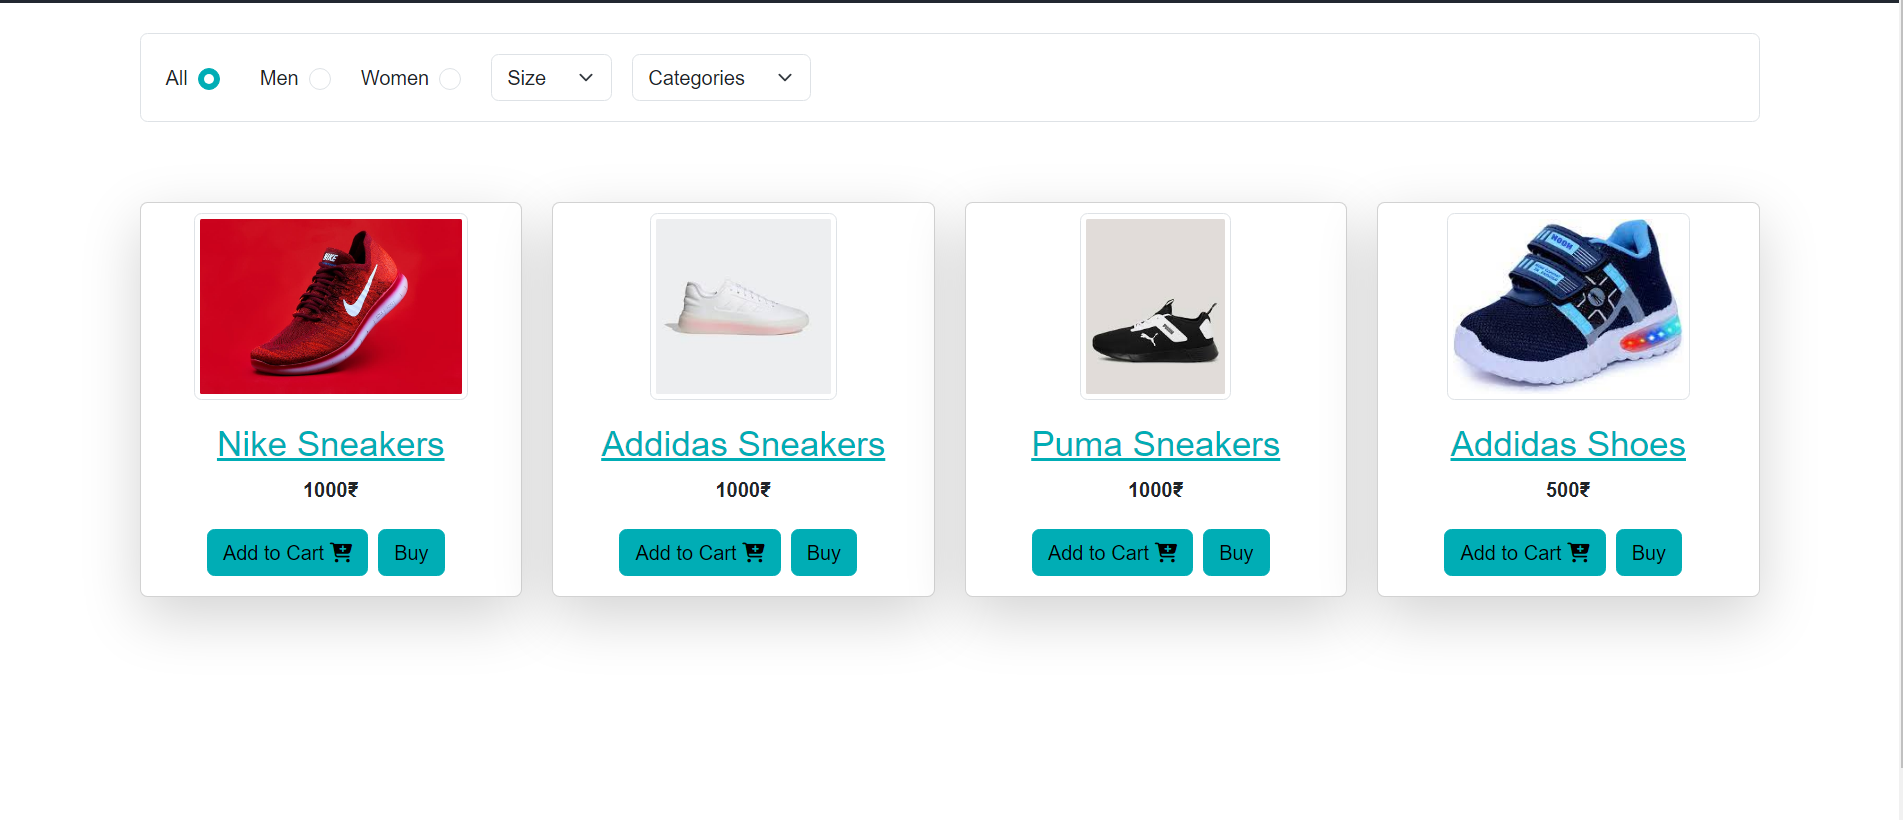 All Men Women Size Categories
NIKE
Nike Sneakers
1000₹
Add to Cart Buy
Addidas Sneakers
1000₹
Add to Cart Buy
PUMA
Puma Sneakers
1000₹
Add to Cart Buy
Addidas Shoes
500₹
Add to Cart Buy